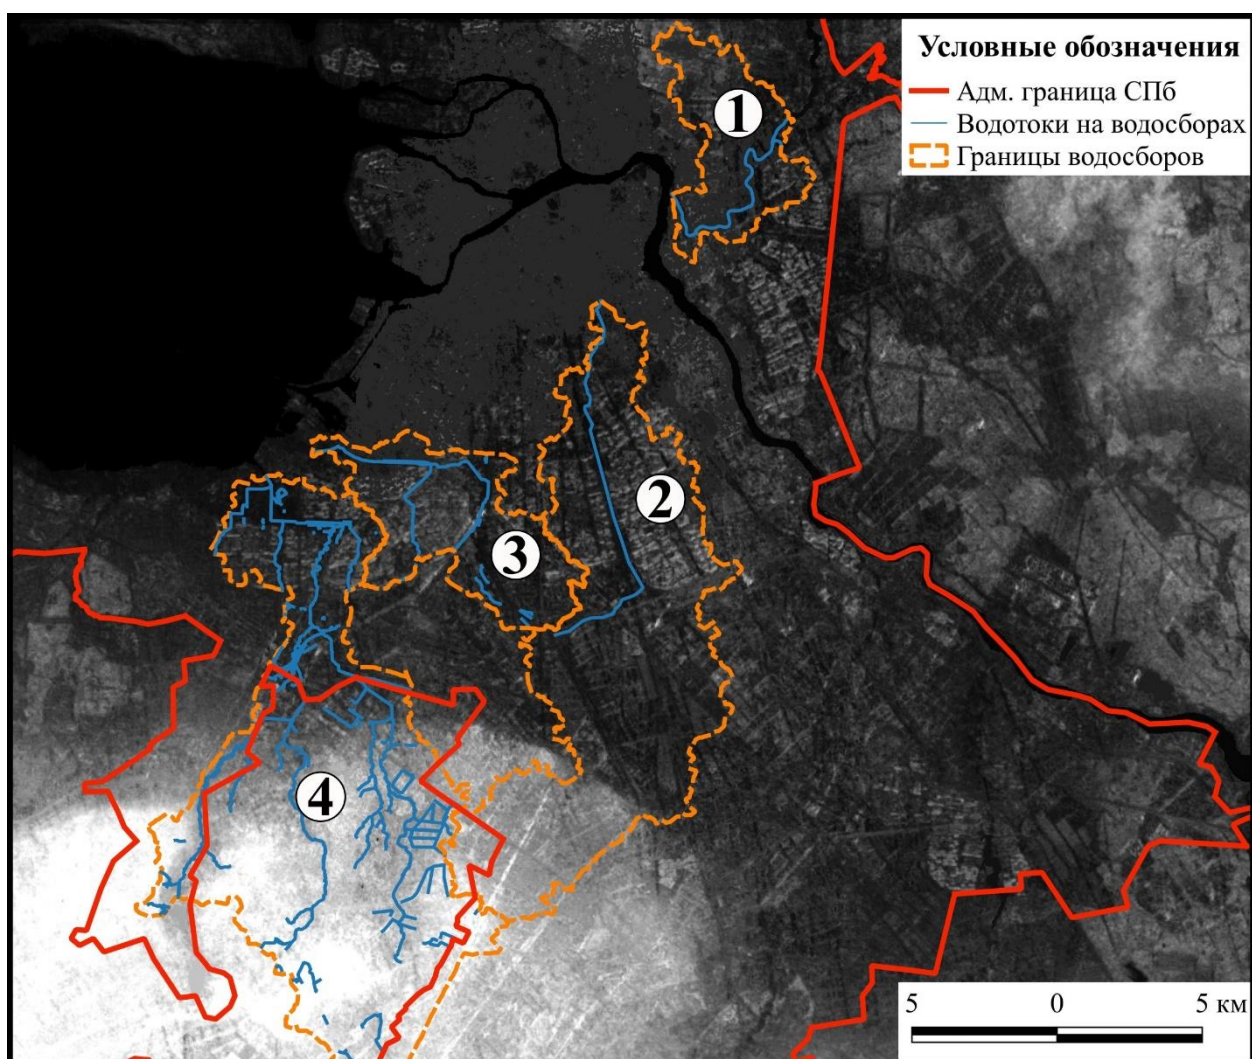 Условные обозначения
Адм. граница СПб
Водотоки на водосборах
Границы водосборов
1
2
3
4
5 0 5 км